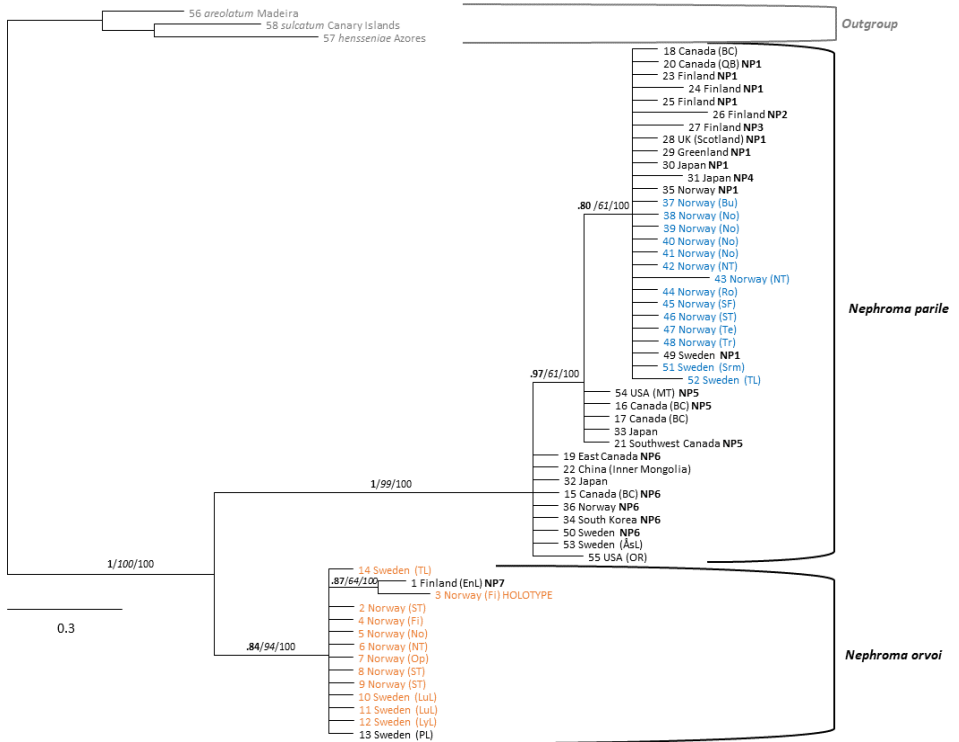 56 areolatum Madeira
58 sulcatum Canary Islands
57 hensseniae Azores
Outgroup
18 Canada (BC)
20 Canada (QB) NP1
23 Finland NP1
24 Finland NP1
25 Finland NP1
26 Finland NP2
27 Finland NP3
28 UK (Scotland) NP1
29 Greenland NP1
30 Japan NP1
31 Japan NP4
35 Norway NP1
37 Norway (Bu)
.80 /61/100
38 Norway (No)
39 Norway (No)
40 Norway (No)
41 Norway (No)
42 Norway (NT)
43 Norway (NT)
44 Norway (Ro)
45 Norway (SF)
Nephroma parile
46 Norway (ST)
47 Norway (Te)
48 Norway (Tr)
49 Sweden NP1
51 Sweden (Srm)
.97/61/100
52 Sweden (TL)
54 USA (MT) NP5
16 Canada (BC) NP5
17 Canada (BC)
33 Japan
21 Southwest Canada NP5
19 East Canada NP6
22 China (Inner Mongolia)
32 Japan
1/99/100
15 Canada (BC) NP6
36 Norway NP6
34 South Korea NP6
50 Sweden NP6
53 Sweden (ÅsL)
55 USA (OR)
1/100/100
14 Sweden (TL)
.87/64/100
1 Finland (EnL) NP7
3 Norway (Fi) HOLOTYPE
2 Norway (ST)
4 Norway (Fi)
0.3
5 Norway (No)
.84/94/100
6 Norway (NT)
7 Norway (Op)
Nephroma orvoi
8 Norway (ST)
9 Norway (ST)
10 Sweden (LuL)
11 Sweden (LuL)
12 Sweden (LyL)
13 Sweden (PL)